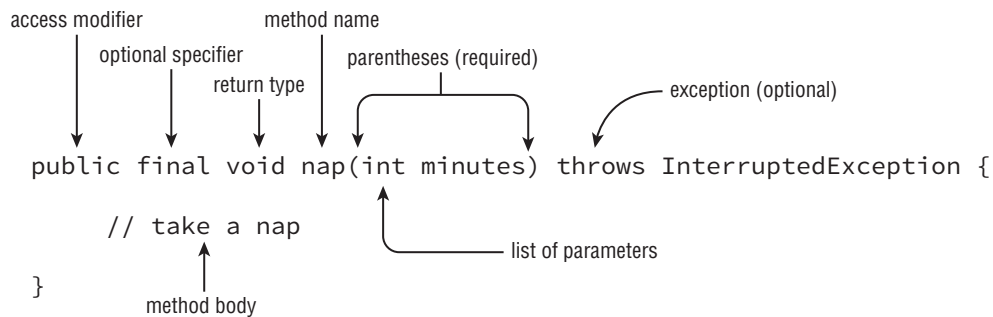 access modifier method name
optional specifier parentheses (required)
return type exception (optional)
public final void nap(int minutes) throws InterruptedException {
// take a nap
list of parameters
}
method body